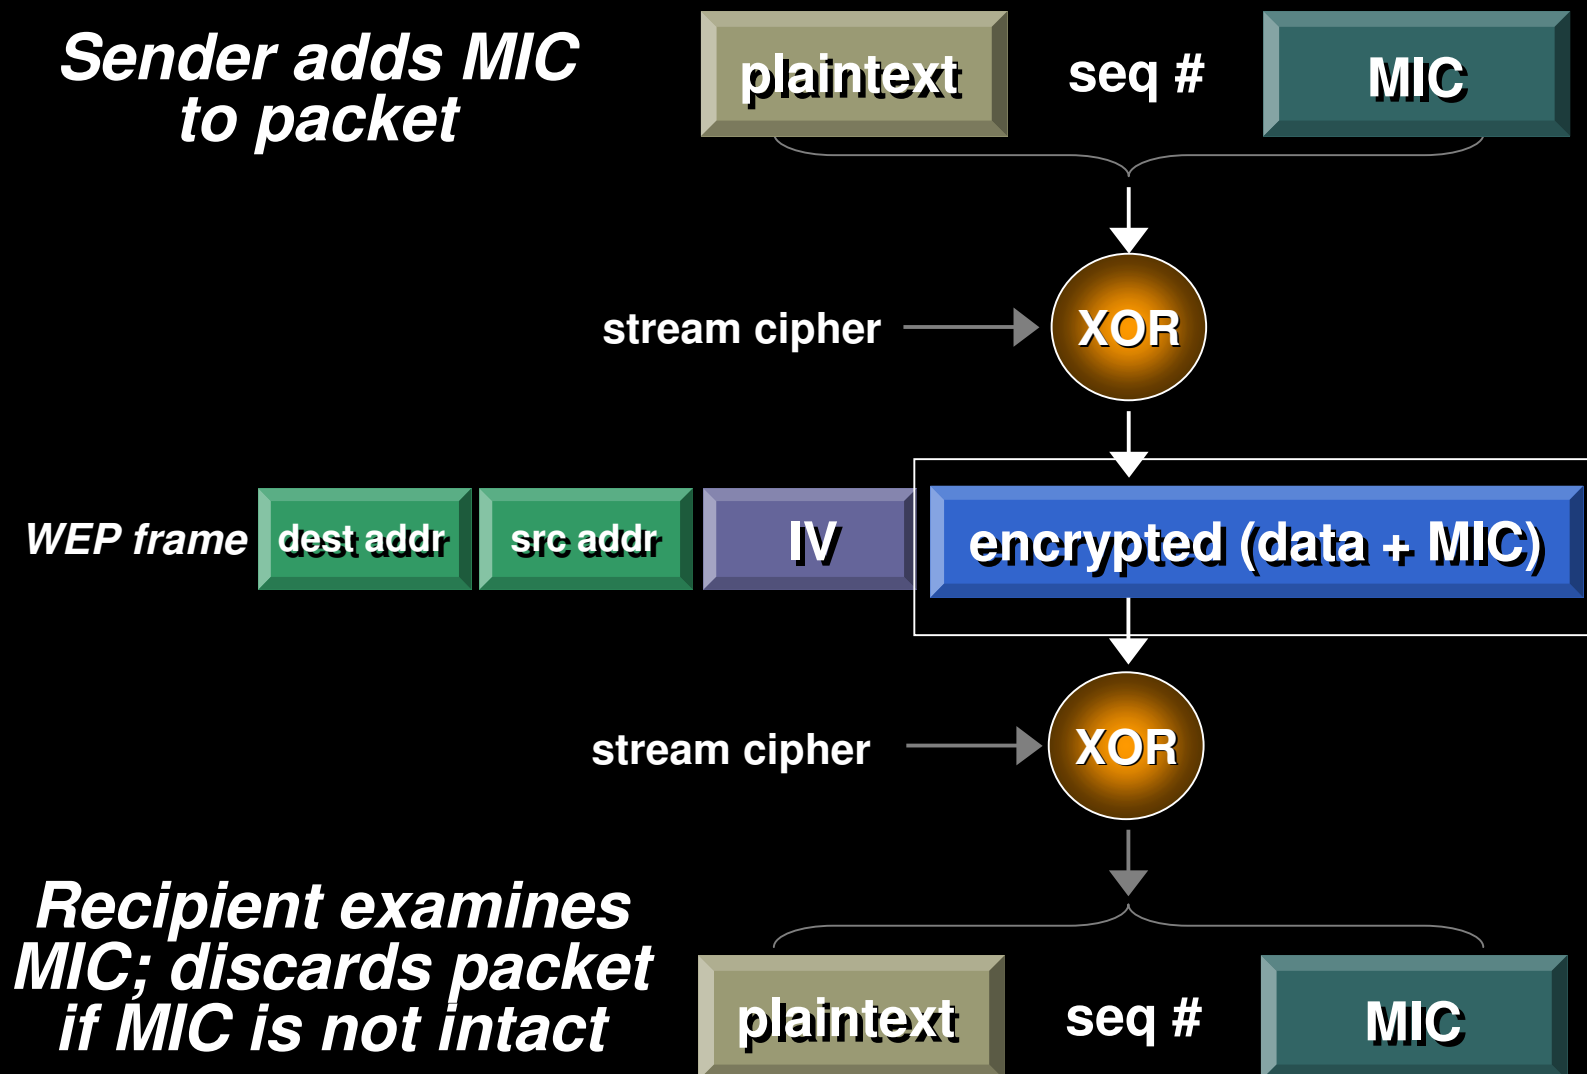 Sender adds MIC
to packet
plaintext seq # MIC
stream cipher XOR
WEP frame dest addr src addr IV encrypted (data + MIC)
stream cipher XOR
Recipient examines
MIC; discards packet
if MIC is not intact
plaintext seq # MIC